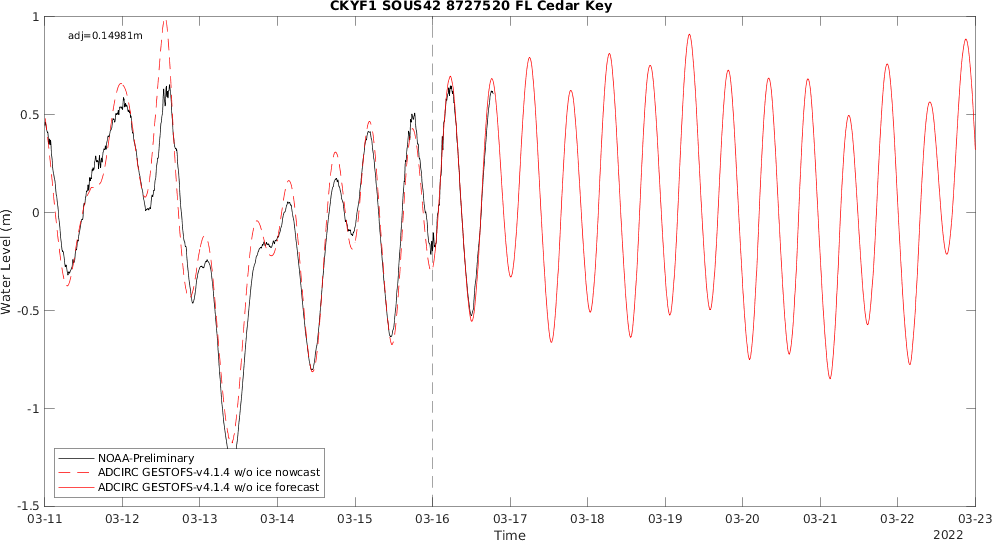 CKYF1 SOUS42 8727520 FL Cedar Key
adj=0.14981m
1
0.5
0
-0.5
-1
-1.5
Water Level (m)
NOAA-Preliminary
ADCIRC GESTOFS-v4.1.4 w/o ice nowcast
ADCIRC GESTOFS-v4.1.4 w/o ice forecast
03-11 03-12 03-13 03-14 03-15 03-16 03-17 03-18 03-19 03-20 03-21 03-22 03-23
Time
2022